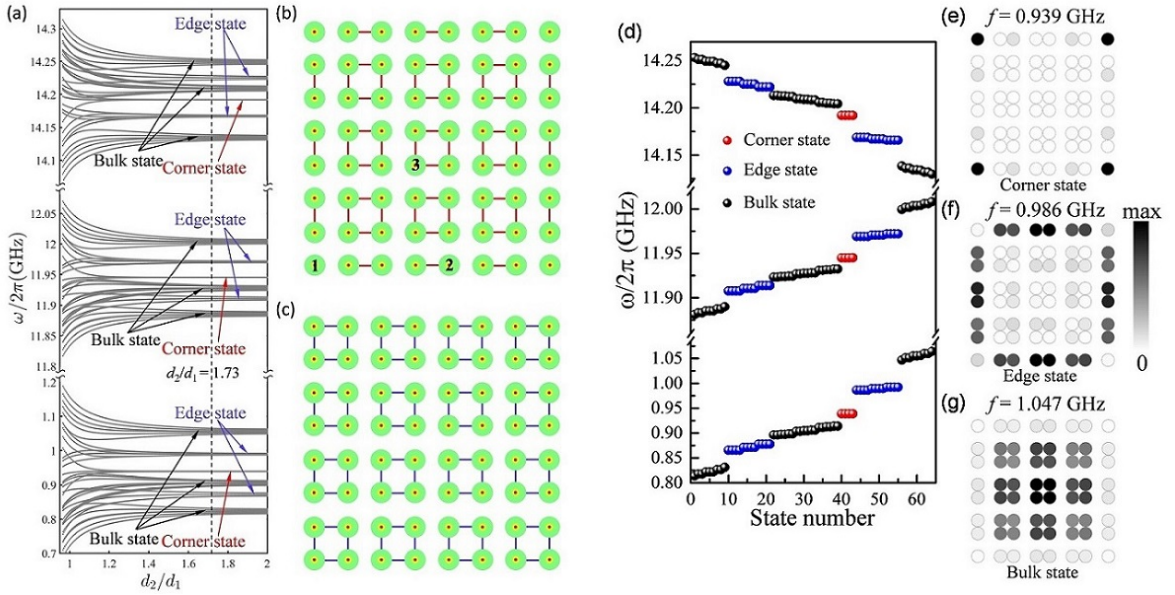 (a)
14.3
14.25
14.2
14.15
14.1
12.05
12
11.95
11.9
11.85
11.8
1.2
1.1
1
0.9
0.8
0.7
ω/2π(GHz)
Edge state
Bulk state
Corner state
Edge state
Bulk state
Corner state
d₂/d₁=1.73
Edge state
Bulk state
Corner state
1 1.2 1.4 1.6 1.8 2
d₂/d₁
(b)
3
1 2
(c)
(d)
14.25
14.20
14.15
12.00
11.95
11.90
1.05
1.00
0.95
0.90
0.85
0.80
ω/2π (GHz)
Corner state
Edge state
Bulk state
0 10 20 30 40 50 60
State number
(e)
f = 0.939 GHz
Corner state
(f)
f = 0.986 GHz
Edge state
max
0
(g)
f = 1.047 GHz
Bulk state